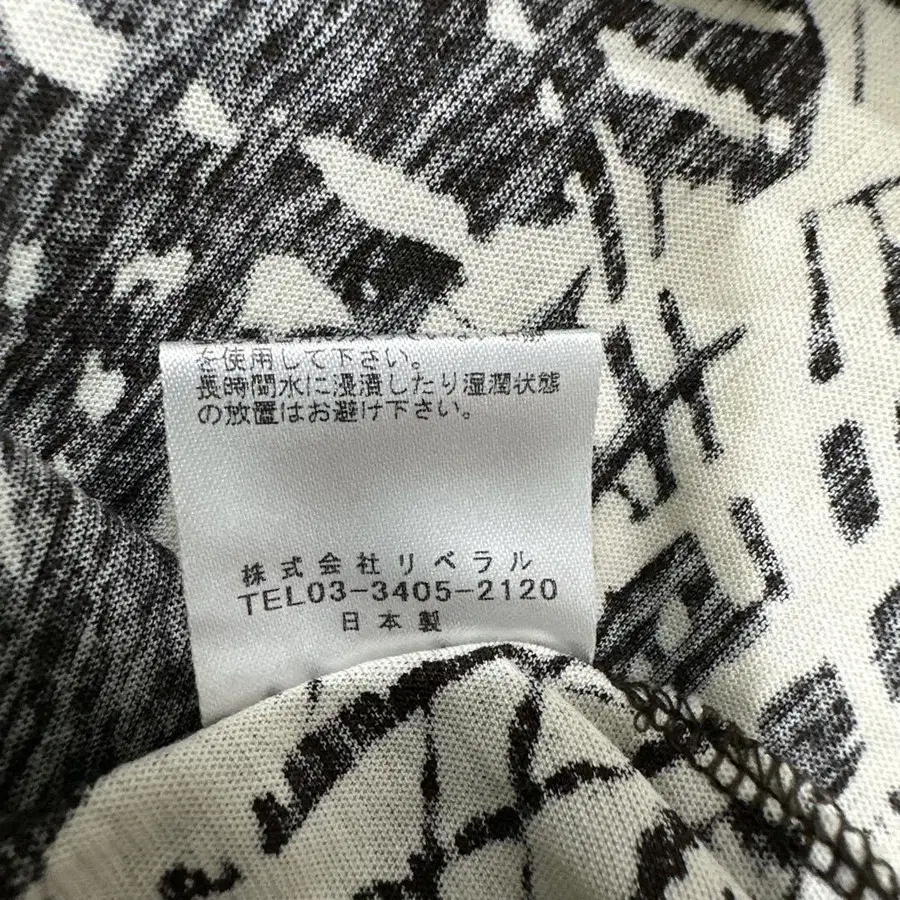 を使用して下さい。
長時間水に浸漬したり湿潤状態
の放置はお避け下さい。
株式会社リベラル
TEL03-3405-2120
日本製